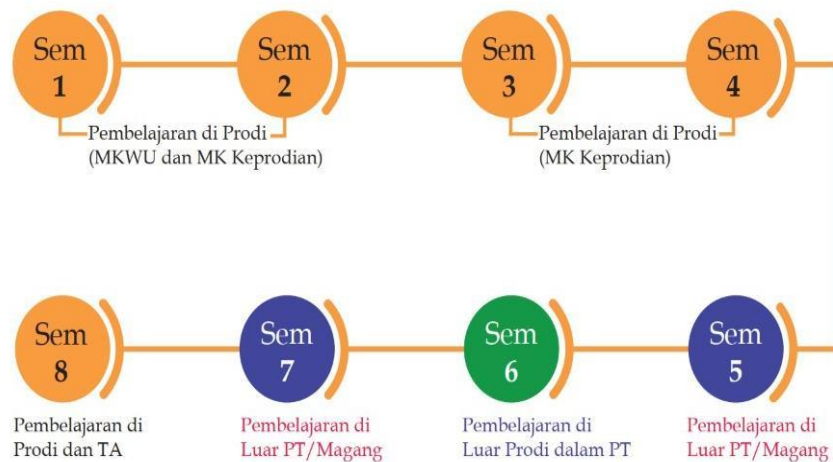 Sem
1
Sem
2
Sem
3
Sem
4
Pembelajaran di Prodi
(MKWU dan MK Keprodian)
Pembelajaran di Prodi
(MK Keprodian)
Sem
8
Sem
7
Sem
6
Sem
5
Pembelajaran di
Prodi dan TA
Pembelajaran di
Luar PT/Magang
Pembelajaran di
Luar Prodi dalam PT
Pembelajaran di
Luar PT/Magang